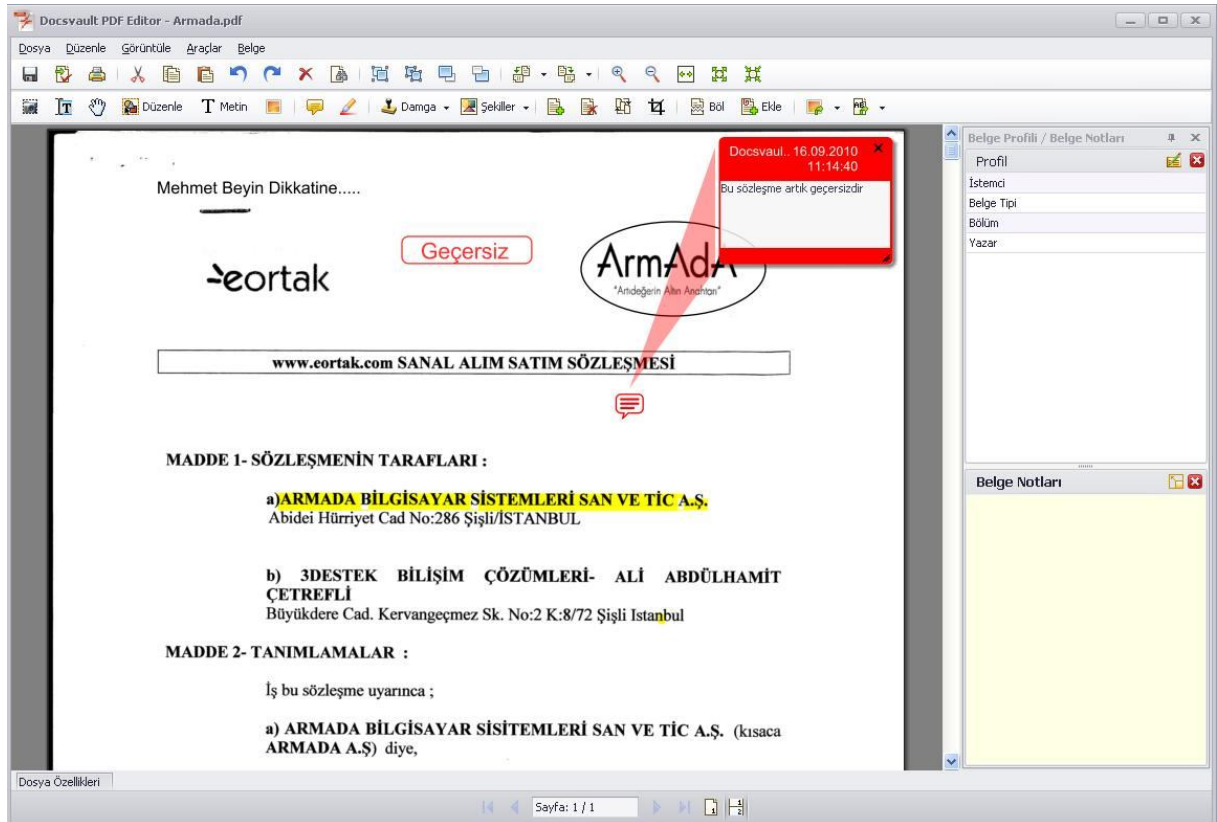 Docsvault PDF Editor - Armada.pdf
Dosya Düzenle Görüntüle Araçlar Belge
Düzenle T Metin Damga Şekiller Böl Ekle
Mehmet Beyin Dikkatine.....
Docsvaul.. 16.09.2010
11:14:40
Bu sözleşme artık geçersizdir
Geçersiz
eortak
ArmAdA
"Artıdeğerin Altın Anahtarı"
www.eortak.com SANAL ALIM SATIM SÖZLEŞMESİ
MADDE 1- SÖZLEŞMENİN TARAFLARI :
a)ARMADA BİLGİSAYAR SİSTEMLERİ SAN VE TİC A.Ş.
Abidei Hürriyet Cad No:286 Şişli/İSTANBUL
b) 3DESTEK BİLİŞİM ÇÖZÜMLERİ- ALİ ABDÜLHAMİT
ÇETREFLİ
Büyükdere Cad. Kervangeçmez Sk. No:2 K:8/72 Şişli Istanbul
MADDE 2- TANIMLAMALAR :
İş bu sözleşme uyarınca ;
a) ARMADA BİLGİSAYAR SİSİTEMLERİ SAN VE TİC A.Ş. (kısaca
ARMADA A.Ş) diye,
Belge Profili / Belge Notları
Profil
İstemci
Belge Tipi
Bölüm
Yazar
Belge Notları
Dosya Özellikleri
Sayfa: 1 / 1